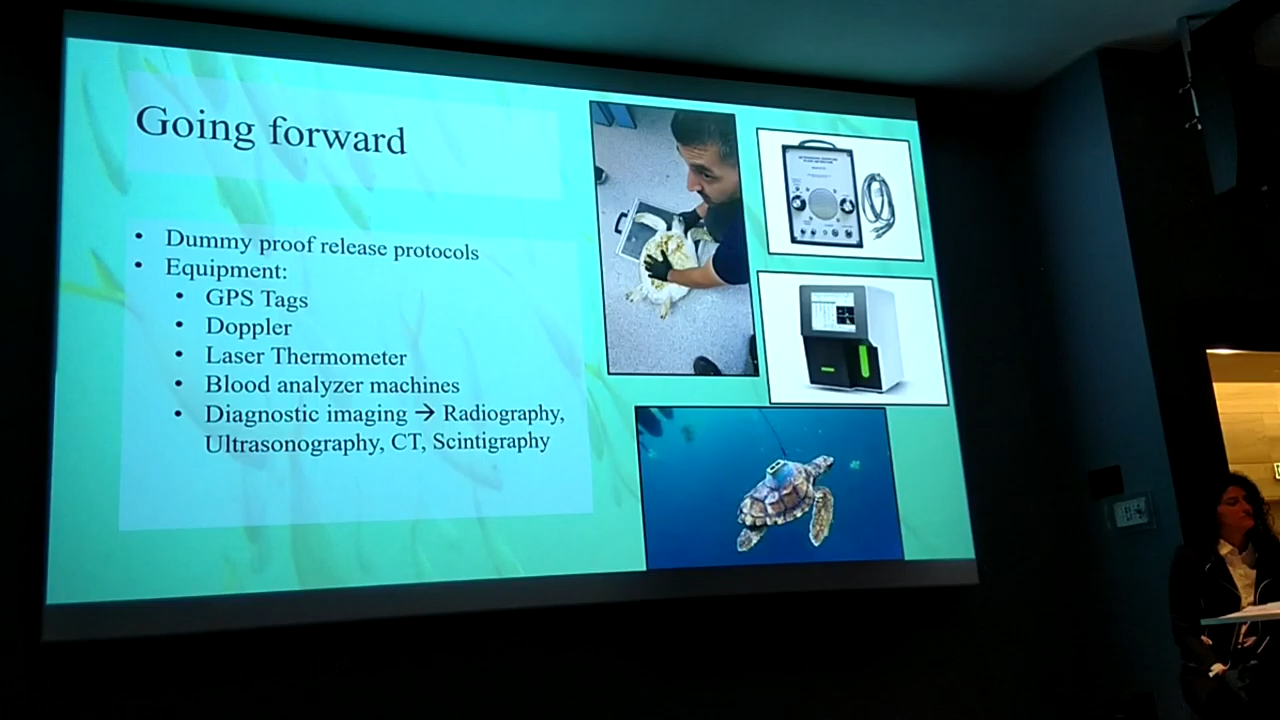 Going forward
• Dummy proof release protocols
• Equipment:
• GPS Tags
• Doppler
• Laser Thermometer
• Blood analyzer machines
• Diagnostic imaging → Radiography,
Ultrasonography, CT, Scintigraphy